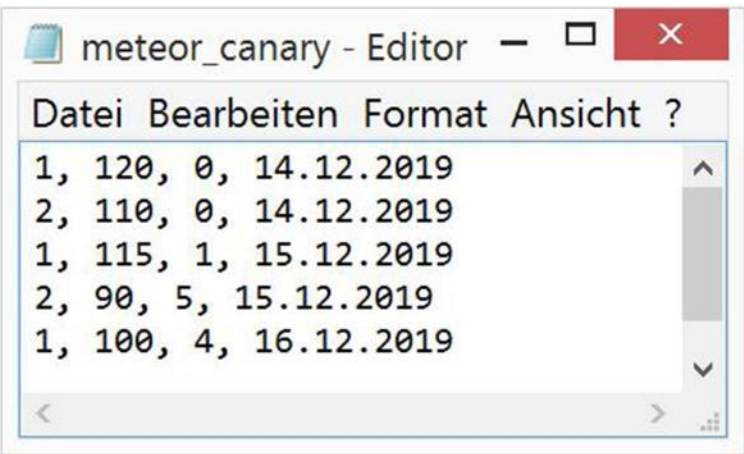 meteor_canary - Editor
Datei Bearbeiten Format Ansicht ?
1, 120, 0, 14.12.2019
2, 110, 0, 14.12.2019
1, 115, 1, 15.12.2019
2, 90, 5, 15.12.2019
1, 100, 4, 16.12.2019